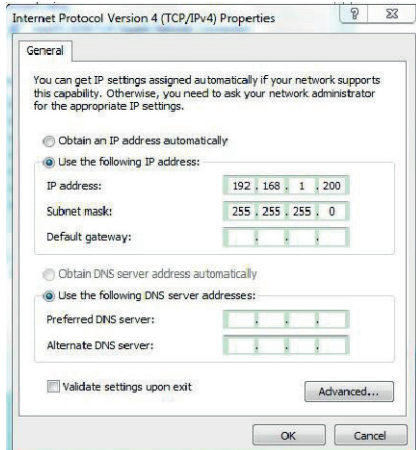 Internet Protocol Version 4 (TCP/IPv4) Properties
General
You can get IP settings assigned automatically if your network supports
this capability. Otherwise, you need to ask your network administrator
for the appropriate IP settings.
Obtain an IP address automatically
Use the following IP address:
IP address: 192 . 168 . 1 . 200
Subnet mask: 255 . 255 . 255 . 0
Default gateway: . . .
Obtain DNS server address automatically
Use the following DNS server addresses:
Preferred DNS server: . . .
Alternate DNS server: . . .
Validate settings upon exit
Advanced...
OK Cancel